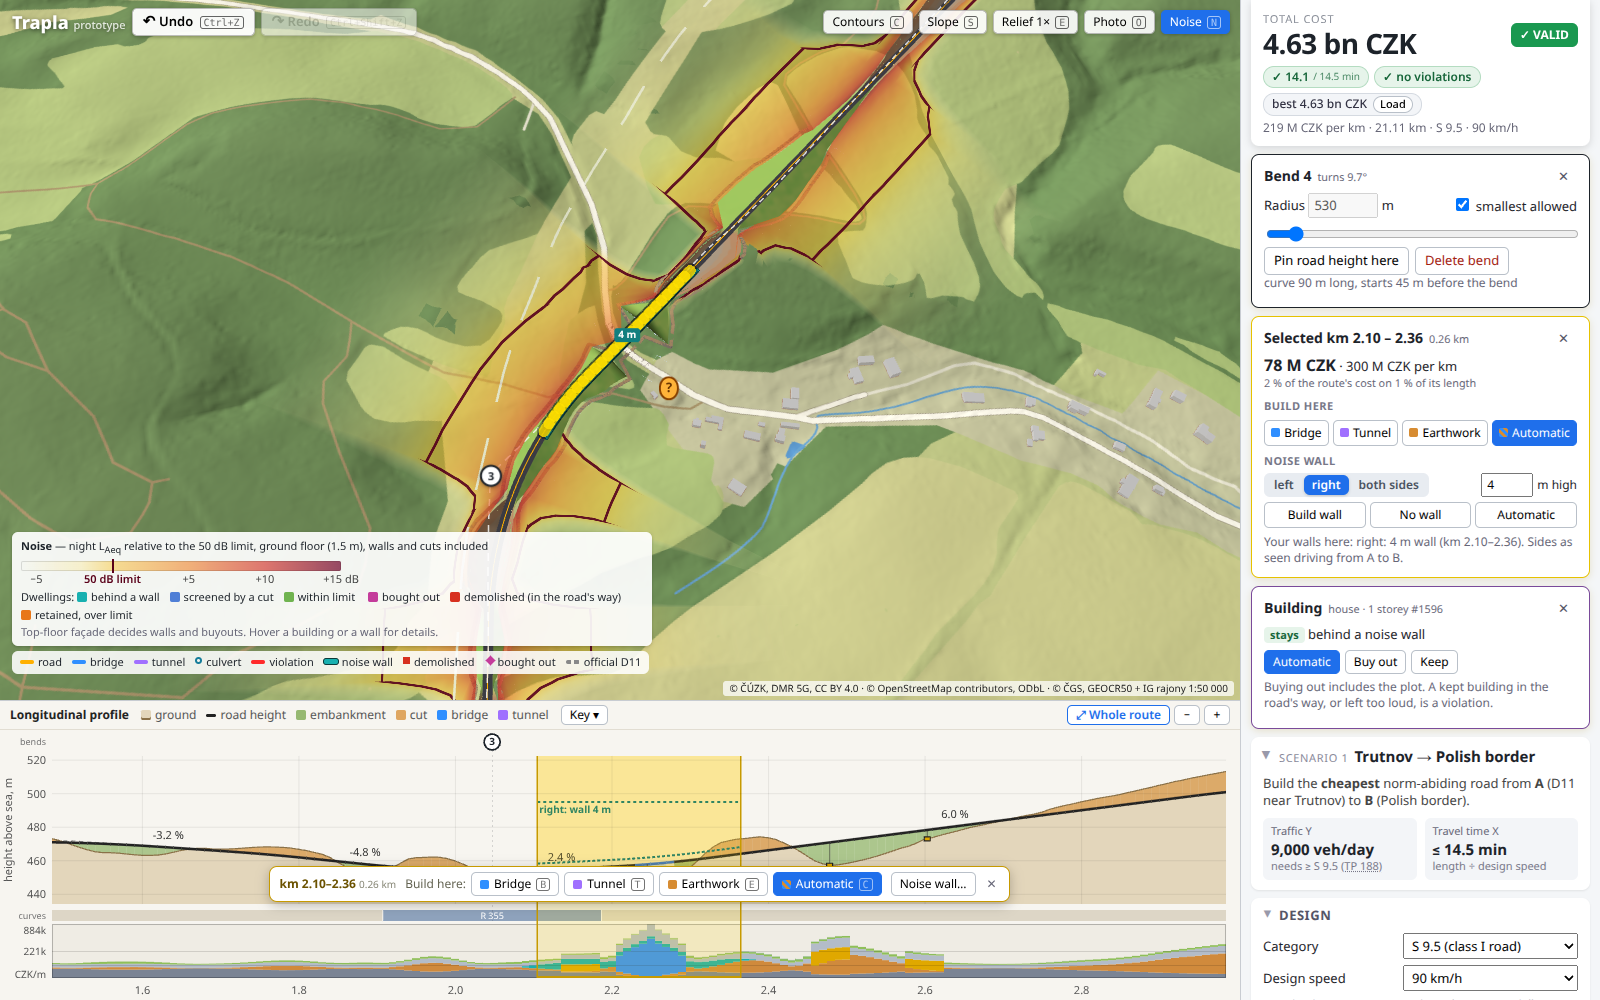 Trapla prototype
Undo Ctrl+Z
Redo
Contours C
Slope S
Relief 1× E
Photo O
Noise N
4 m
?
3
Noise — night LAeq relative to the 50 dB limit, ground floor (1.5 m), walls and cuts included
−5 50 dB limit +5 +10 +15 dB
Dwellings: behind a wall screened by a cut within limit bought out demolished (in the road's way)
retained, over limit
Top-floor façade decides walls and buyouts. Hover a building or a wall for details.
road bridge tunnel culvert violation noise wall demolished bought out official D11
© ČÚZK, DMR 5G, CC BY 4.0 · © OpenStreetMap contributors, ODbL · © ČGS, GEOCR50 + IG rajony 1:50 000
Longitudinal profile ground road height embankment cut bridge tunnel Key ▾
⤢ Whole route − +
bends 3
height above sea, m
520
500
480
460
440
-3.2 %
-4.8 %
2.4 %
6.0 %
right: wall 4 m
km 2.10–2.36 0.26 km Build here: Bridge B Tunnel T Earthwork E Automatic C Noise wall... ✕
curves R 355
884k
221k
CZK/m
1.6 1.8 2.0 2.2 2.4 2.6 2.8
TOTAL COST
4.63 bn CZK
✓ VALID
✓ 14.1 / 14.5 min ✓ no violations
best 4.63 bn CZK Load
219 M CZK per km · 21.11 km · S 9.5 · 90 km/h
Bend 4 turns 9.7° ✕
Radius 530 m smallest allowed
Pin road height here Delete bend
curve 90 m long, starts 45 m before the bend
Selected km 2.10 – 2.36 0.26 km ✕
78 M CZK · 300 M CZK per km
2 % of the route's cost on 1 % of its length
BUILD HERE
Bridge Tunnel Earthwork Automatic
NOISE WALL
left right both sides 4 m high
Build wall No wall Automatic
Your walls here: right: 4 m wall (km 2.10–2.36). Sides as
seen driving from A to B.
Building house · 1 storey #1596 ✕
stays behind a noise wall
Automatic Buy out Keep
Buying out includes the plot. A kept building in the
road's way, or left too loud, is a violation.
SCENARIO 1 Trutnov → Polish border
Build the cheapest norm-abiding road from A (D11
near Trutnov) to B (Polish border).
Traffic Y
9,000 veh/day
needs ≥ S 9.5 (TP 188)
Travel time X
≤ 14.5 min
length ÷ design speed
DESIGN
Category S 9.5 (class I road)
Design speed 90 km/h